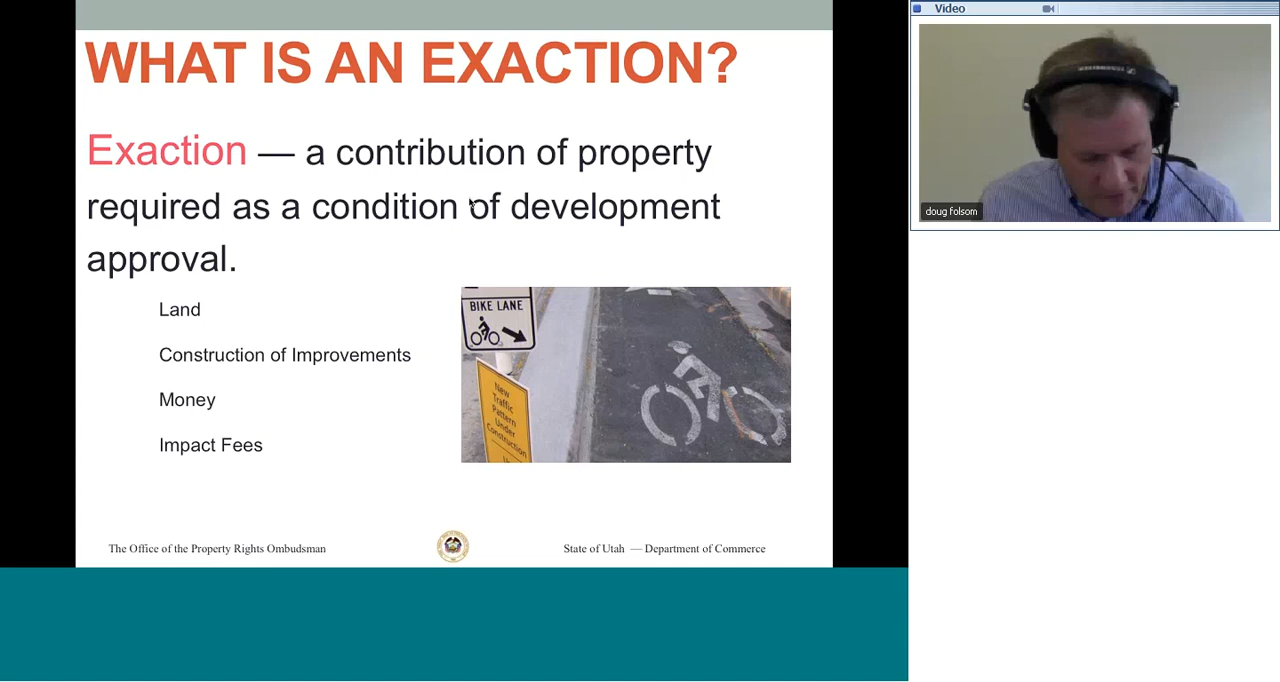 WHAT IS AN EXACTION?
Exaction — a contribution of property
required as a condition of development
approval.
Land
Construction of Improvements
Money
Impact Fees
BIKE LANE
New
Traffic
Pattern
Under
Construction
The Office of the Property Rights Ombudsman
State of Utah — Department of Commerce
Video
doug folsom